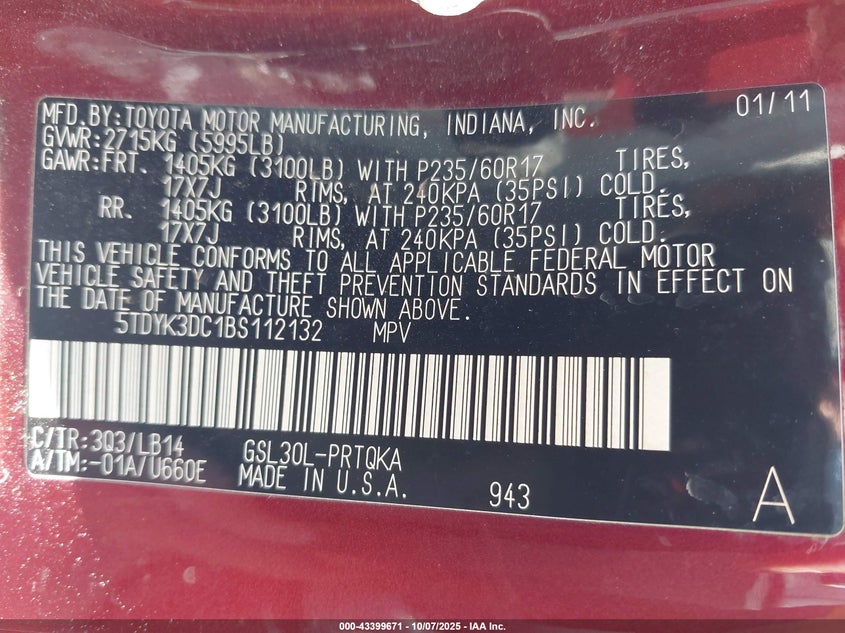 MFD.BY:TOYOTA MOTOR MANUFACTURING, INDIANA, INC. 01/11
GVWR:2715KG (5995LB)
GAWR:FRT. 1405KG (3100LB) WITH P235/60R17 TIRES,
17X7J RIMS, AT 240KPA (35PSI) COLD.
RR. 1405KG (3100LB) WITH P235/60R17 TIRES,
17X7J RIMS, AT 240KPA (35PSI) COLD.
THIS VEHICLE CONFORMS TO ALL APPLICABLE FEDERAL MOTOR
VEHICLE SAFETY AND THEFT PREVENTION STANDARDS IN EFFECT ON
THE DATE OF MANUFACTURE SHOWN ABOVE.
5TDYK3DC1BS112132 MPV
C/TR:3Q3/LB14 GSL30L-PRTQKA
A/TM:-01A/U660E MADE IN U.S.A. 943 A
000-43399671 - 10/07/2025 - IAA Inc.